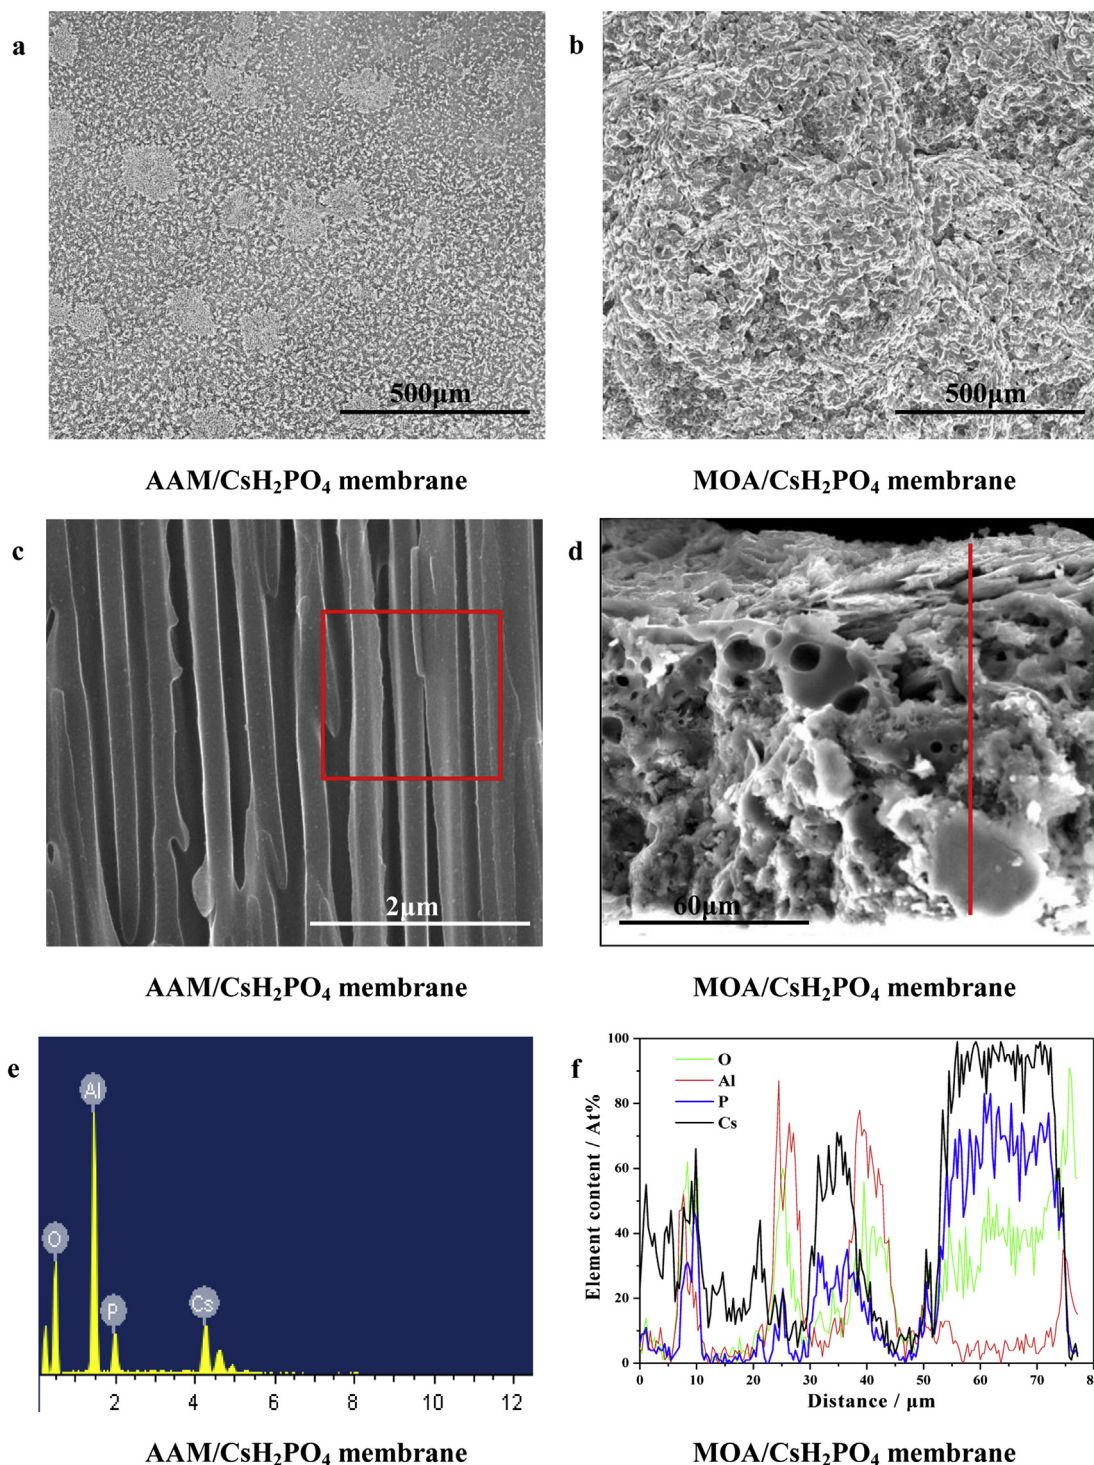 a
500μm
AAM/CsH₂PO₄ membrane
b
500μm
MOA/CsH₂PO₄ membrane
c
2μm
AAM/CsH₂PO₄ membrane
d
60μm
MOA/CsH₂PO₄ membrane
e
Al
O
P
Cs
2 4 6 8 10 12
AAM/CsH₂PO₄ membrane
f
Element content / At%
100
80
60
40
20
0
O
Al
P
Cs
0 10 20 30 40 50 60 70
Distance / μm
MOA/CsH₂PO₄ membrane